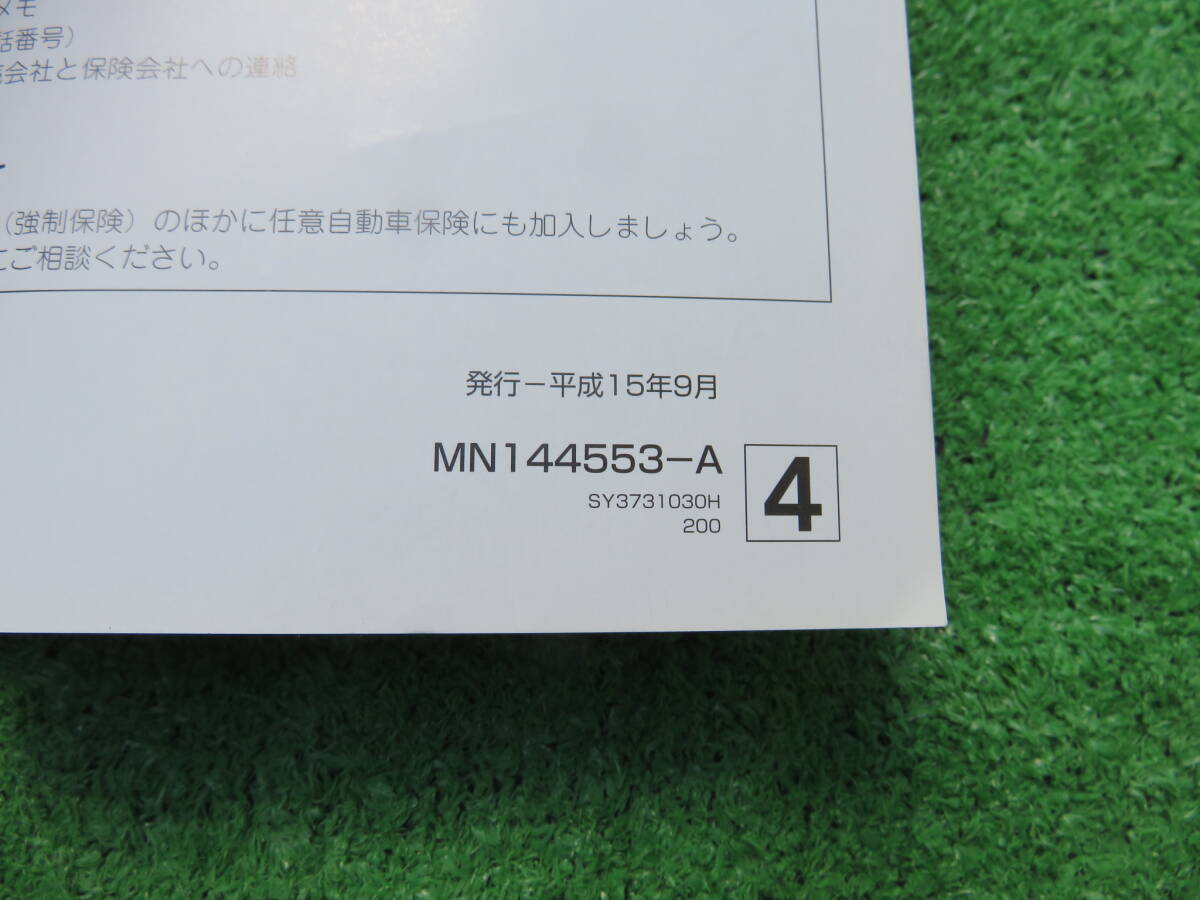 メモ
話番号）
会社と保険会社への連絡
（強制保険）のほかに任意自動車保険にも加入しましょう。
にご相談ください。
発行－平成15年9月
MN144553－A
SY3731030H
200
4